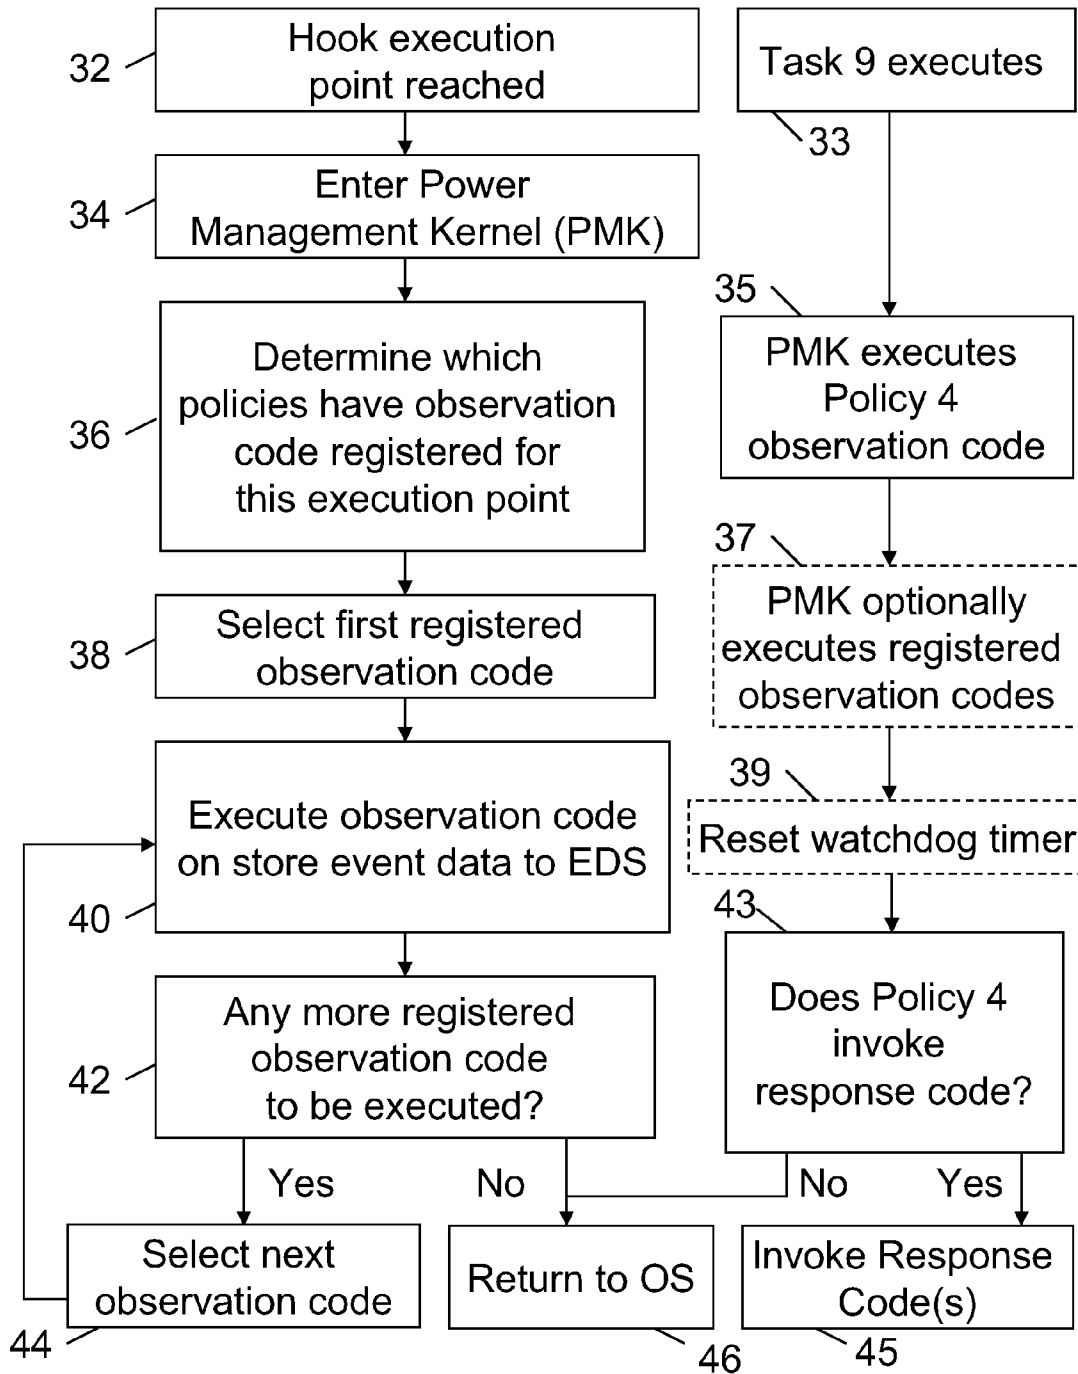 Hook execution
point reached
32
Enter Power
Management Kernel (PMK)
34
Determine which
policies have observation
code registered for
this execution point
36
Select first registered
observation code
38
Execute observation code
on store event data to EDS
40
Any more registered
observation code
to be executed?
42
Yes
No
Select next
observation code
44
Return to OS
46
Task 9 executes
33
35
PMK executes
Policy 4
observation code
37
PMK optionally
executes registered
observation codes
39
Reset watchdog timer
43
Does Policy 4
invoke
response code?
No
Yes
Invoke Response
Code(s)
45